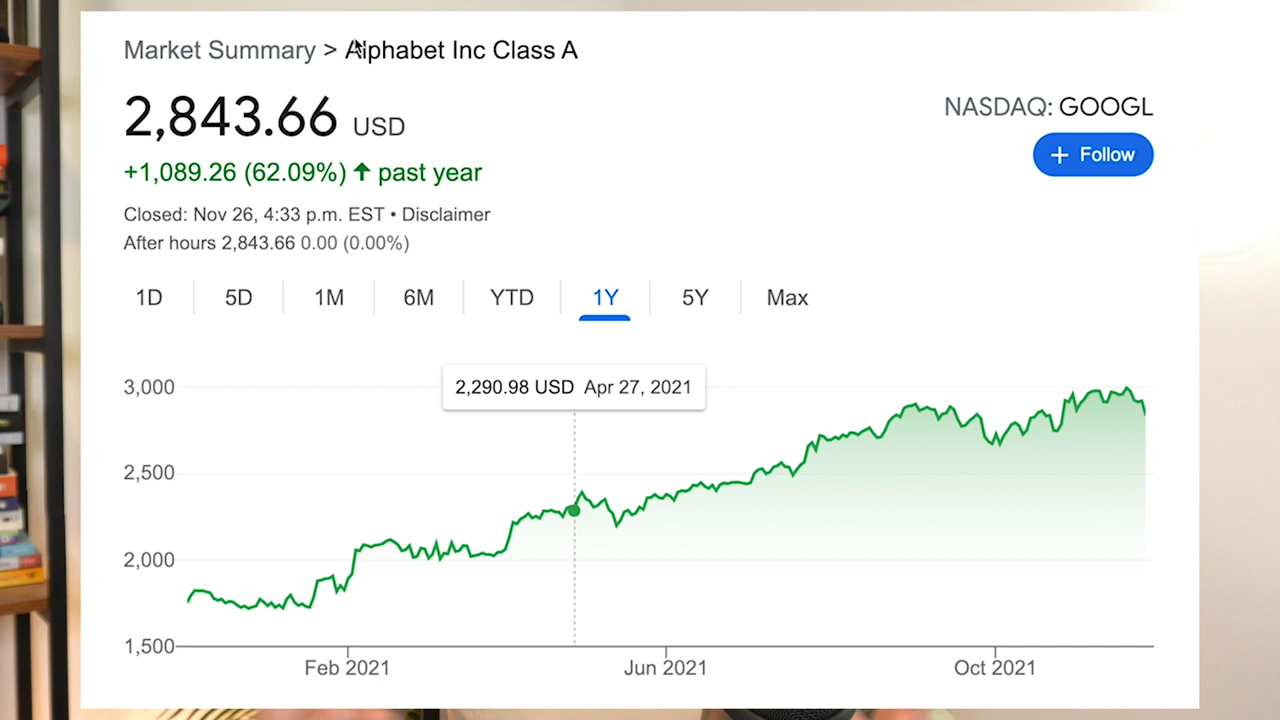 Market Summary > Alphabet Inc Class A
2,843.66 USD
NASDAQ: GOOGL
+ Follow
+1,089.26 (62.09%) ↑ past year
Closed: Nov 26, 4:33 p.m. EST • Disclaimer
After hours 2,843.66 0.00 (0.00%)
1D 5D 1M 6M YTD 1Y 5Y Max
2,290.98 USD Apr 27, 2021
3,000
2,500
2,000
1,500
Feb 2021 Jun 2021 Oct 2021